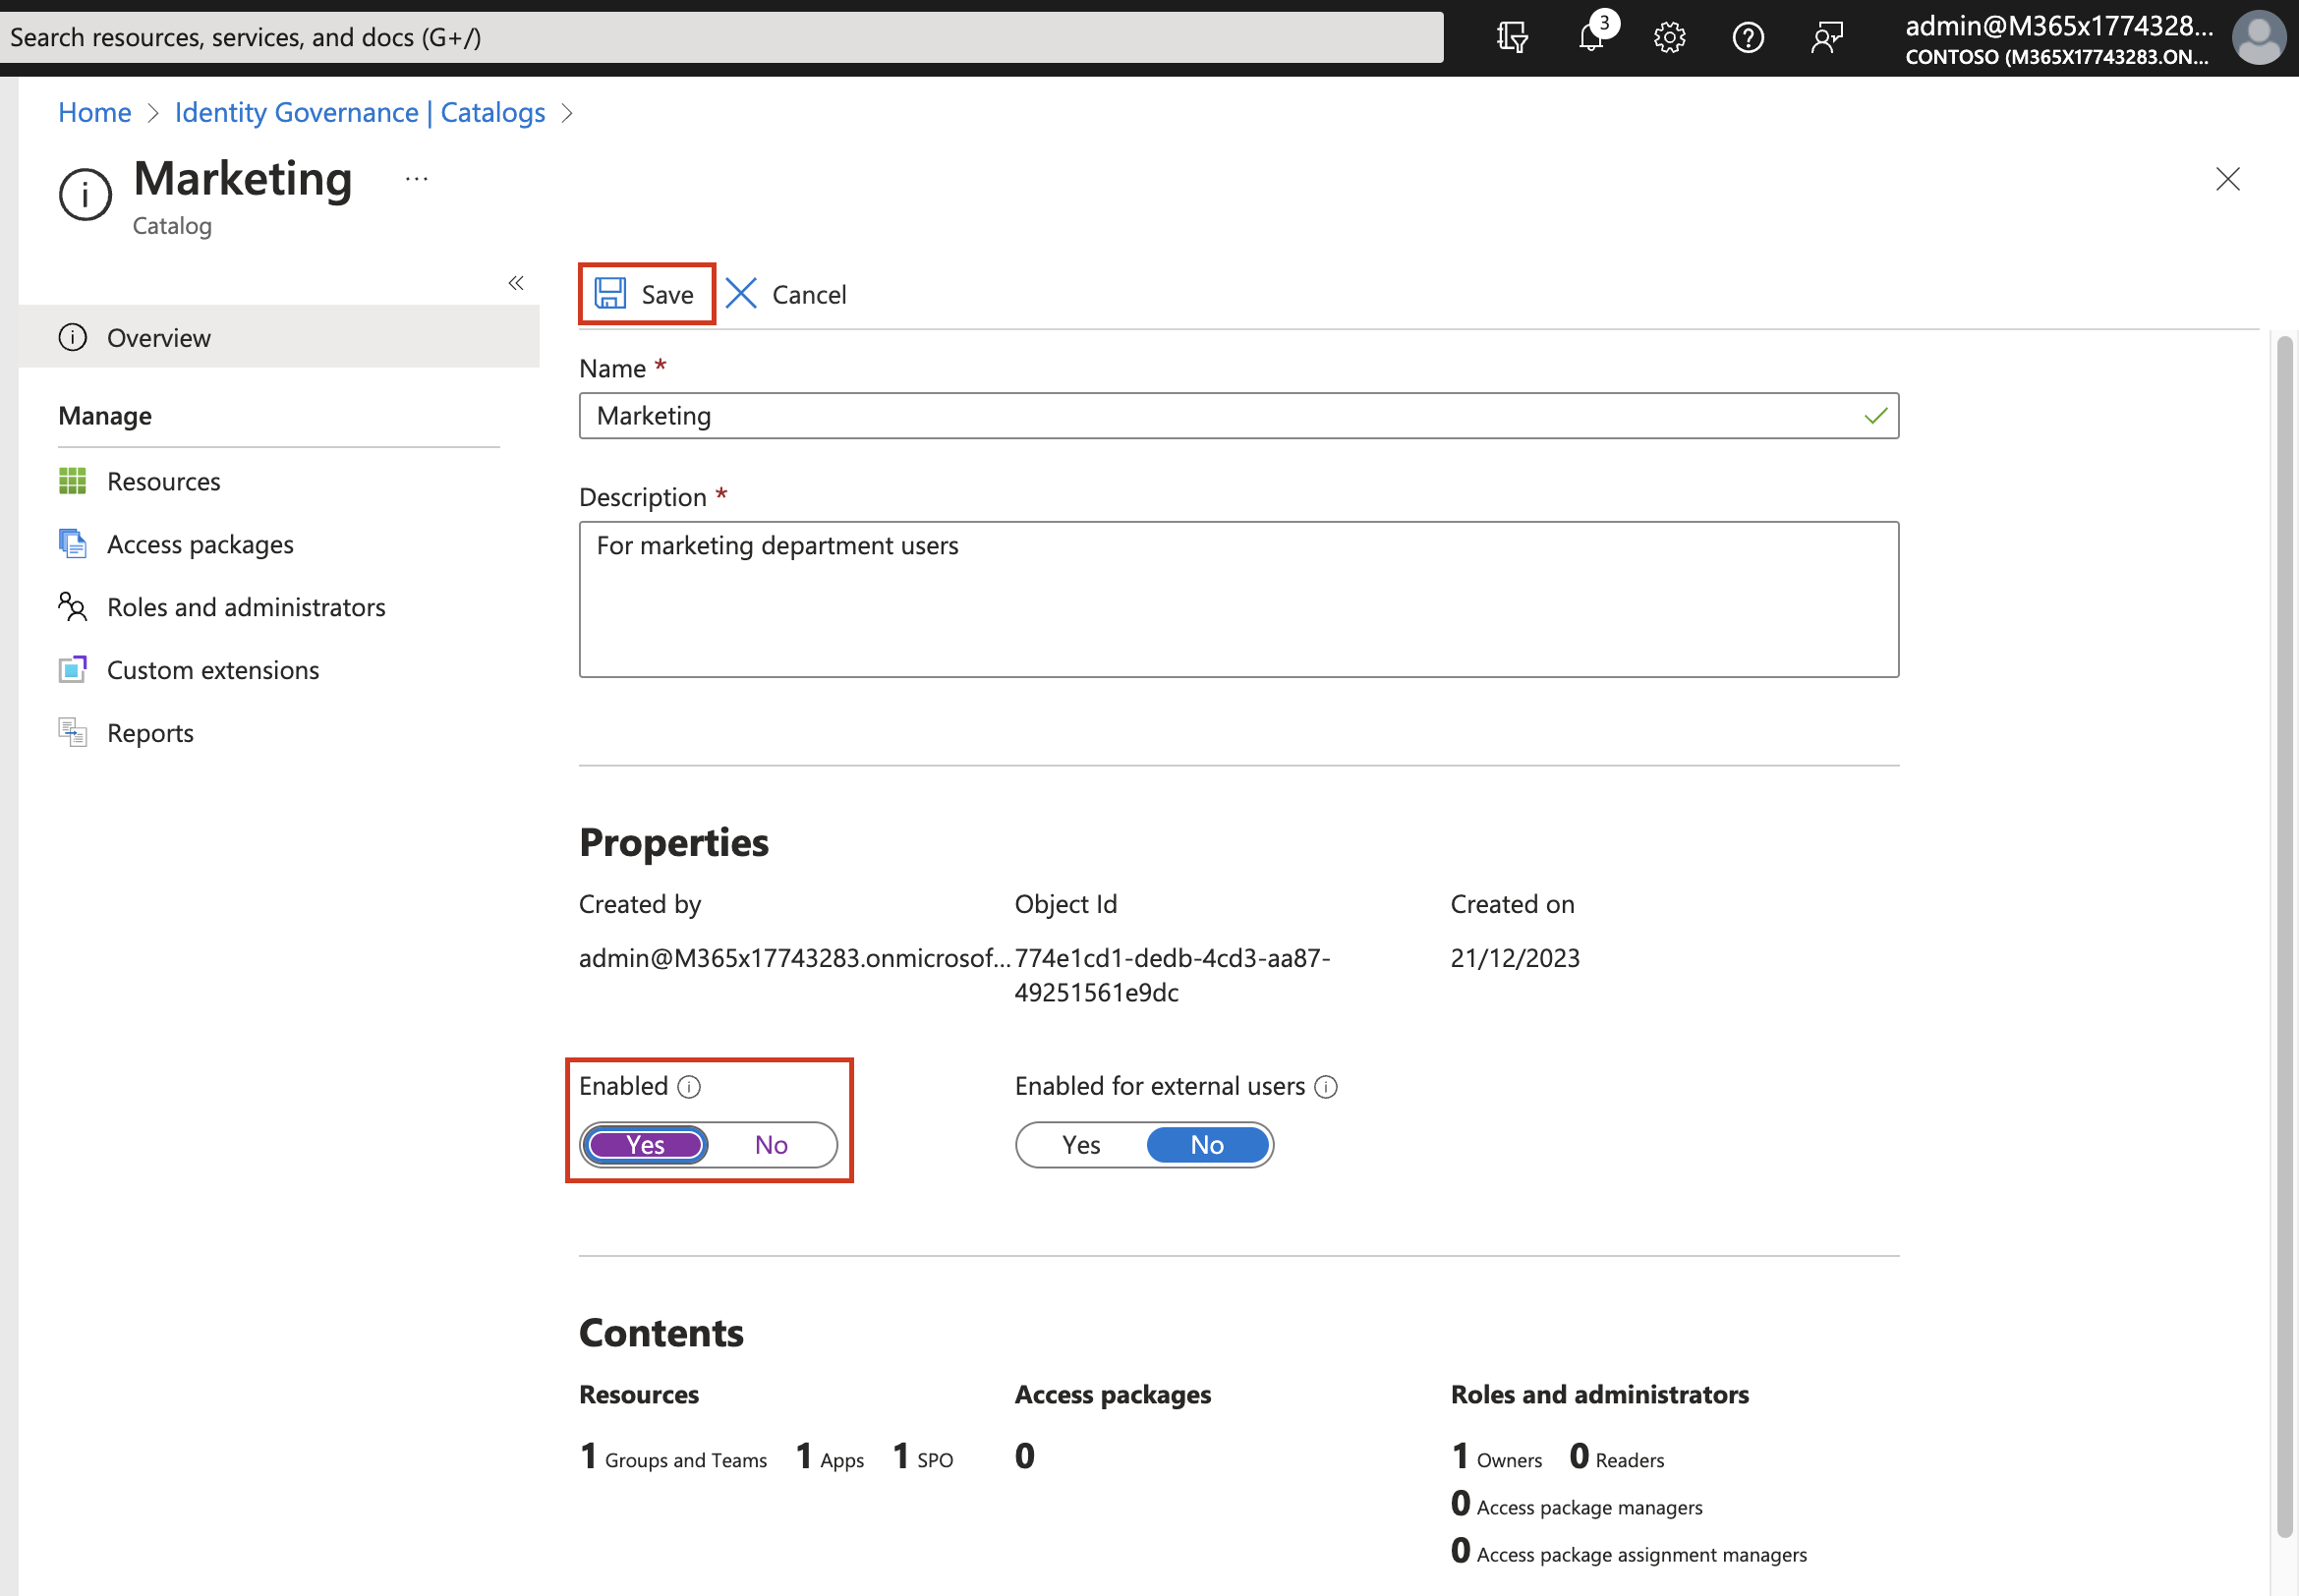 Search resources, services, and docs (G+/)
3
admin@M365x1774328...
CONTOSO (M365X17743283.ON...
Home > Identity Governance | Catalogs >
Marketing ...
Catalog
«
Overview
Manage
Resources
Access packages
Roles and administrators
Custom extensions
Reports
Save Cancel
Name *
Marketing
Description *
For marketing department users
Properties
Created by Object Id Created on
admin@M365x17743283.onmicrosof... 774e1cd1-dedb-4cd3-aa87- 21/12/2023
49251561e9dc
Enabled Enabled for external users
Yes No Yes No
Contents
Resources Access packages Roles and administrators
1 Groups and Teams 1 Apps 1 SPO 0 1 Owners 0 Readers
0 Access package managers
0 Access package assignment managers